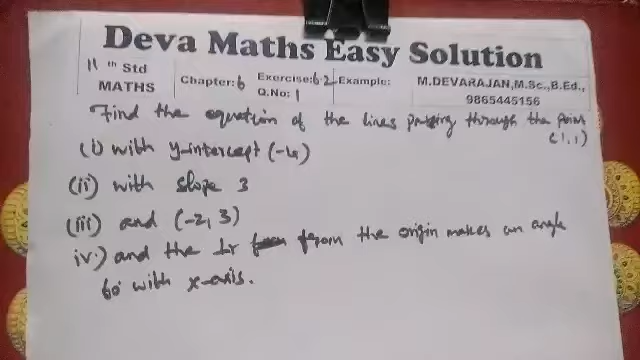 Deva Maths Easy Solution
11th Std MATHS
Chapter: 6
Exercise: 6.2
Q.No: 1
Example:
M.DEVARAJAN,M.Sc.,B.Ed.,
9865445156
Find the equation of the lines passing through the point
(1,1)
(i) with y-intercept (-4)
(ii) with slope 3
(iii) and (-2, 3)
iv.) and the ⊥r from the origin makes an angle
60° with x-axis.